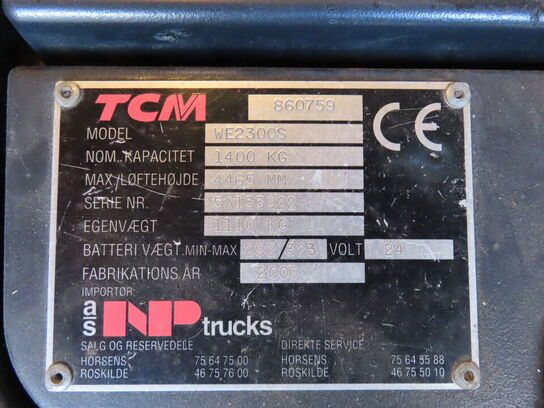 TCM 860759
CE
MODEL WE2300S
NOM. KAPACITET 1400 KG
MAX. LØFTEHØJDE 4465 MM
SERIE NR. 5A133922
EGENVÆGT 1110 KG
BATTERI VÆGT.MIN-MAX 292/323 VOLT 24
FABRIKATIONS ÅR 2006
IMPORTØR:
a/s NP trucks
SALG OG RESERVEDELE DIREKTE SERVICE
HORSENS 75 64 75 00 HORSENS 75 64 55 88
ROSKILDE 46 75 76 00 ROSKILDE 46 75 50 10